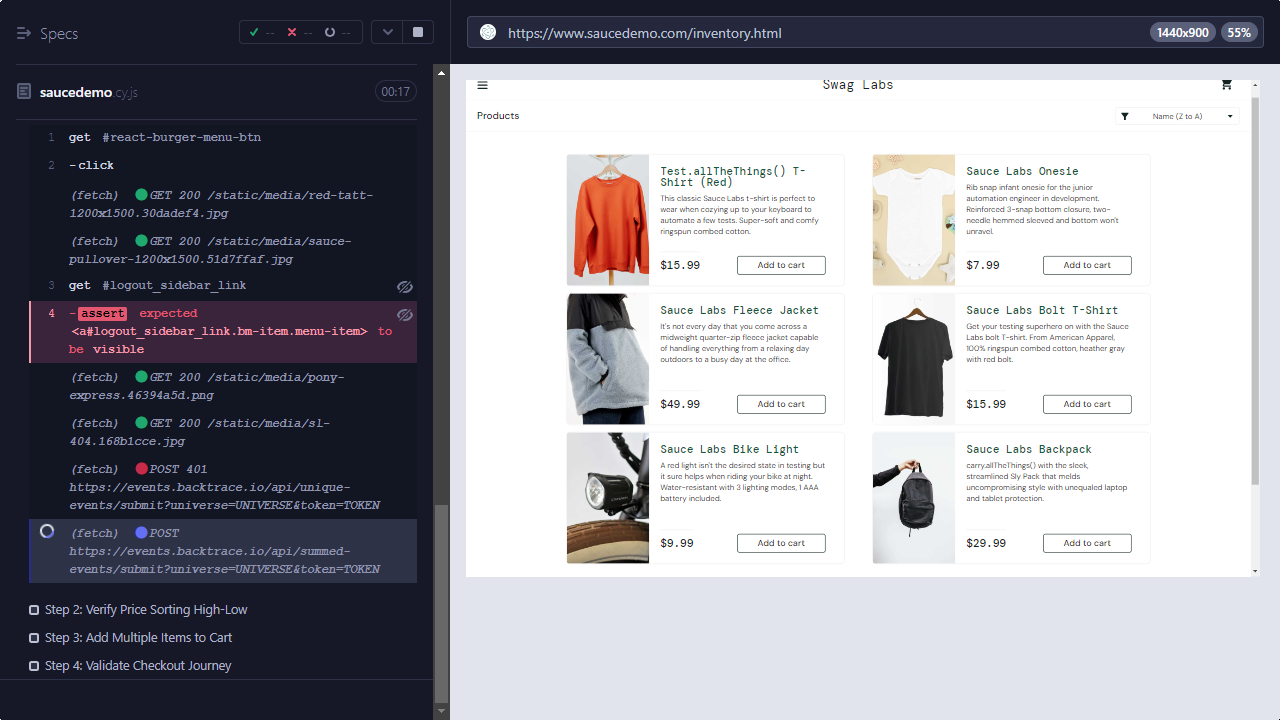 Specs
-- -- --
saucedemo.cy.js
00:17
1 get #react-burger-menu-btn
2 -click
(fetch) GET 200 /static/media/red-tatt-
1200x1500.30dadef4.jpg
(fetch) GET 200 /static/media/sauce-
pullover-1200x1500.51d7ffaf.jpg
3 get #logout_sidebar_link
4 -assert expected
<a#logout_sidebar_link.bm-item.menu-item> to
be visible
(fetch) GET 200 /static/media/pony-
express.46394a5d.png
(fetch) GET 200 /static/media/sl-
404.168b1cce.jpg
(fetch) POST 401
https://events.backtrace.io/api/unique-
events/submit?universe=UNIVERSE&token=TOKEN
(fetch) POST
https://events.backtrace.io/api/summed-
events/submit?universe=UNIVERSE&token=TOKEN
Step 2: Verify Price Sorting High-Low
Step 3: Add Multiple Items to Cart
Step 4: Validate Checkout Journey
https://www.saucedemo.com/inventory.html
1440x900
55%
Swag Labs
Products
Name (Z to A)
Test.allTheThings() T-
Shirt (Red)
This classic Sauce Labs t-shirt is perfect to
wear when cozying up to your keyboard to
automate a few tests. Super-soft and comfy
ringspun combed cotton.
$15.99
Add to cart
Sauce Labs Onesie
Rib snap infant onesie for the junior
automation engineer in development.
Reinforced 3-snap bottom closure, two-
needle hemmed sleeved and bottom won't
unravel.
$7.99
Add to cart
Sauce Labs Fleece Jacket
It's not every day that you come across a
midweight quarter-zip fleece jacket capable
of handling everything from a relaxing day
outdoors to a busy day at the office.
$49.99
Add to cart
Sauce Labs Bolt T-Shirt
Get your testing superhero on with the Sauce
Labs bolt T-shirt. From American Apparel,
100% ringspun combed cotton, heather gray
with red bolt.
$15.99
Add to cart
Sauce Labs Bike Light
A red light isn't the desired state in testing but
it sure helps when riding your bike at night.
Water-resistant with 3 lighting modes, 1 AAA
battery included.
$9.99
Add to cart
Sauce Labs Backpack
carry.allTheThings() with the sleek,
streamlined Sly Pack that melds
uncompromising style with unequaled laptop
and tablet protection.
$29.99
Add to cart